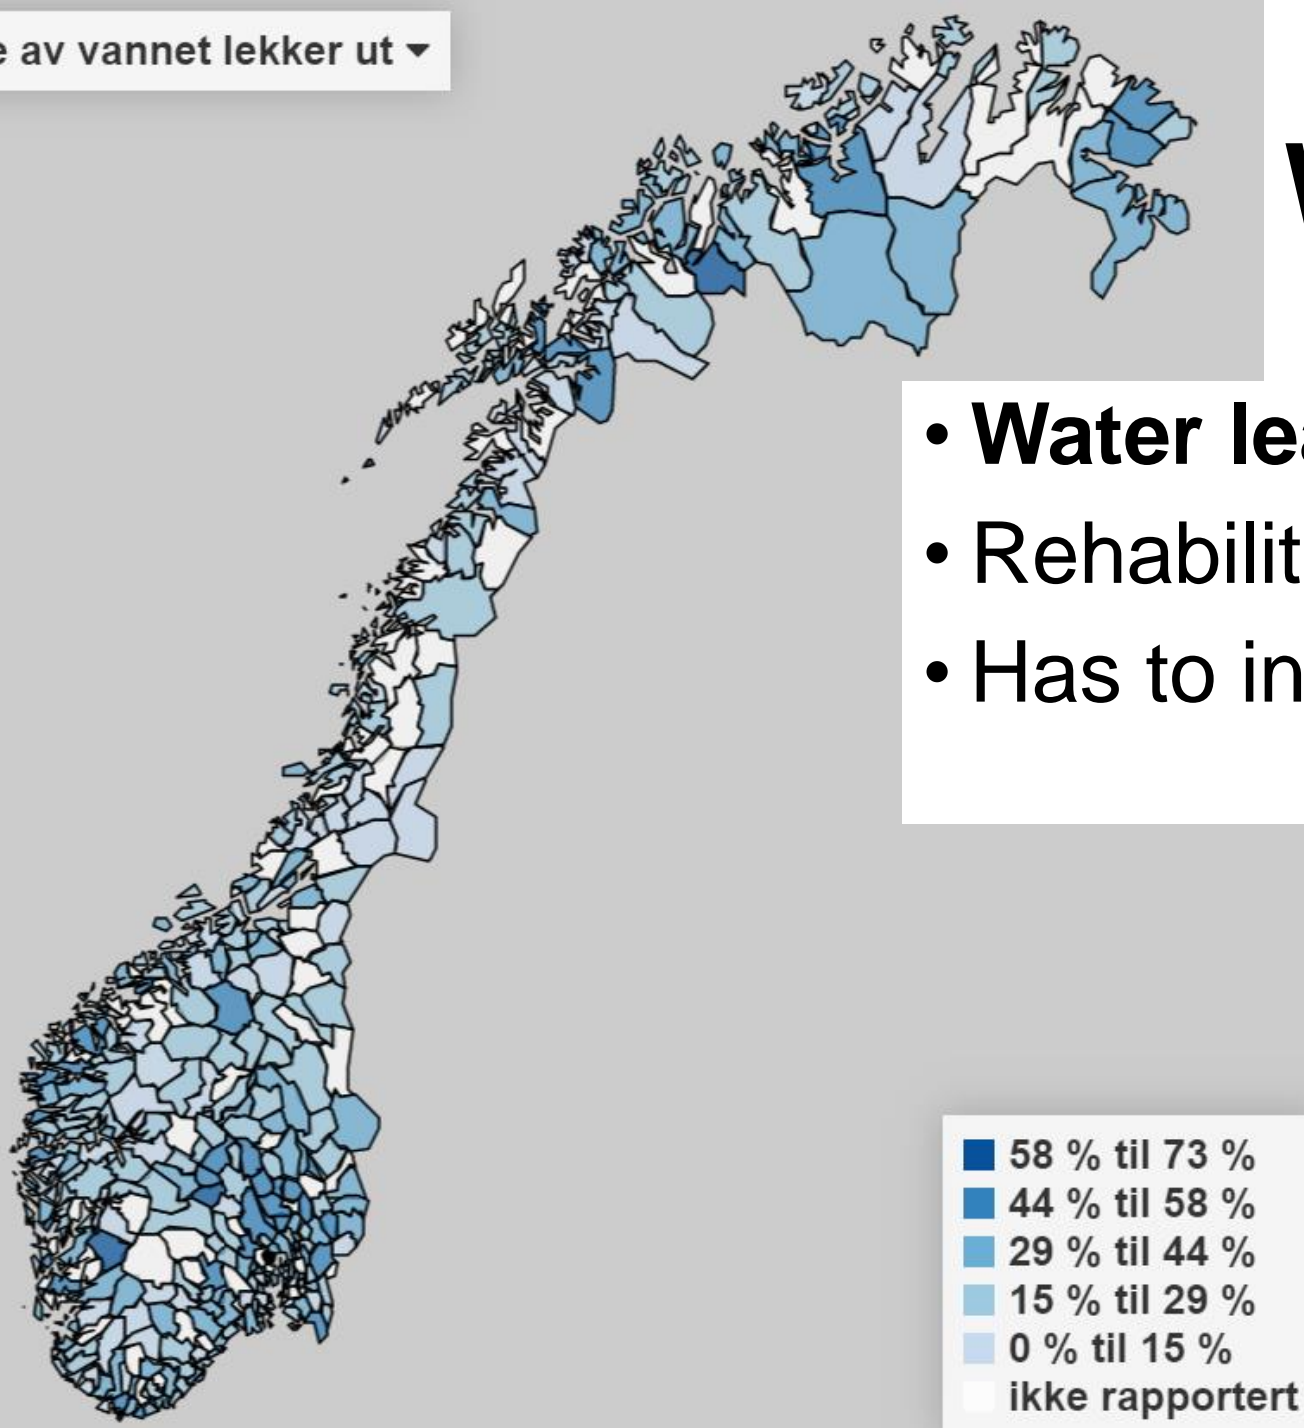 av vannet lekker ut
• Water
• Rehabilit
• Has to in
58 % til 73 %
44 % til 58 %
29 % til 44 %
15 % til 29 %
0 % til 15 %
ikke rapportert